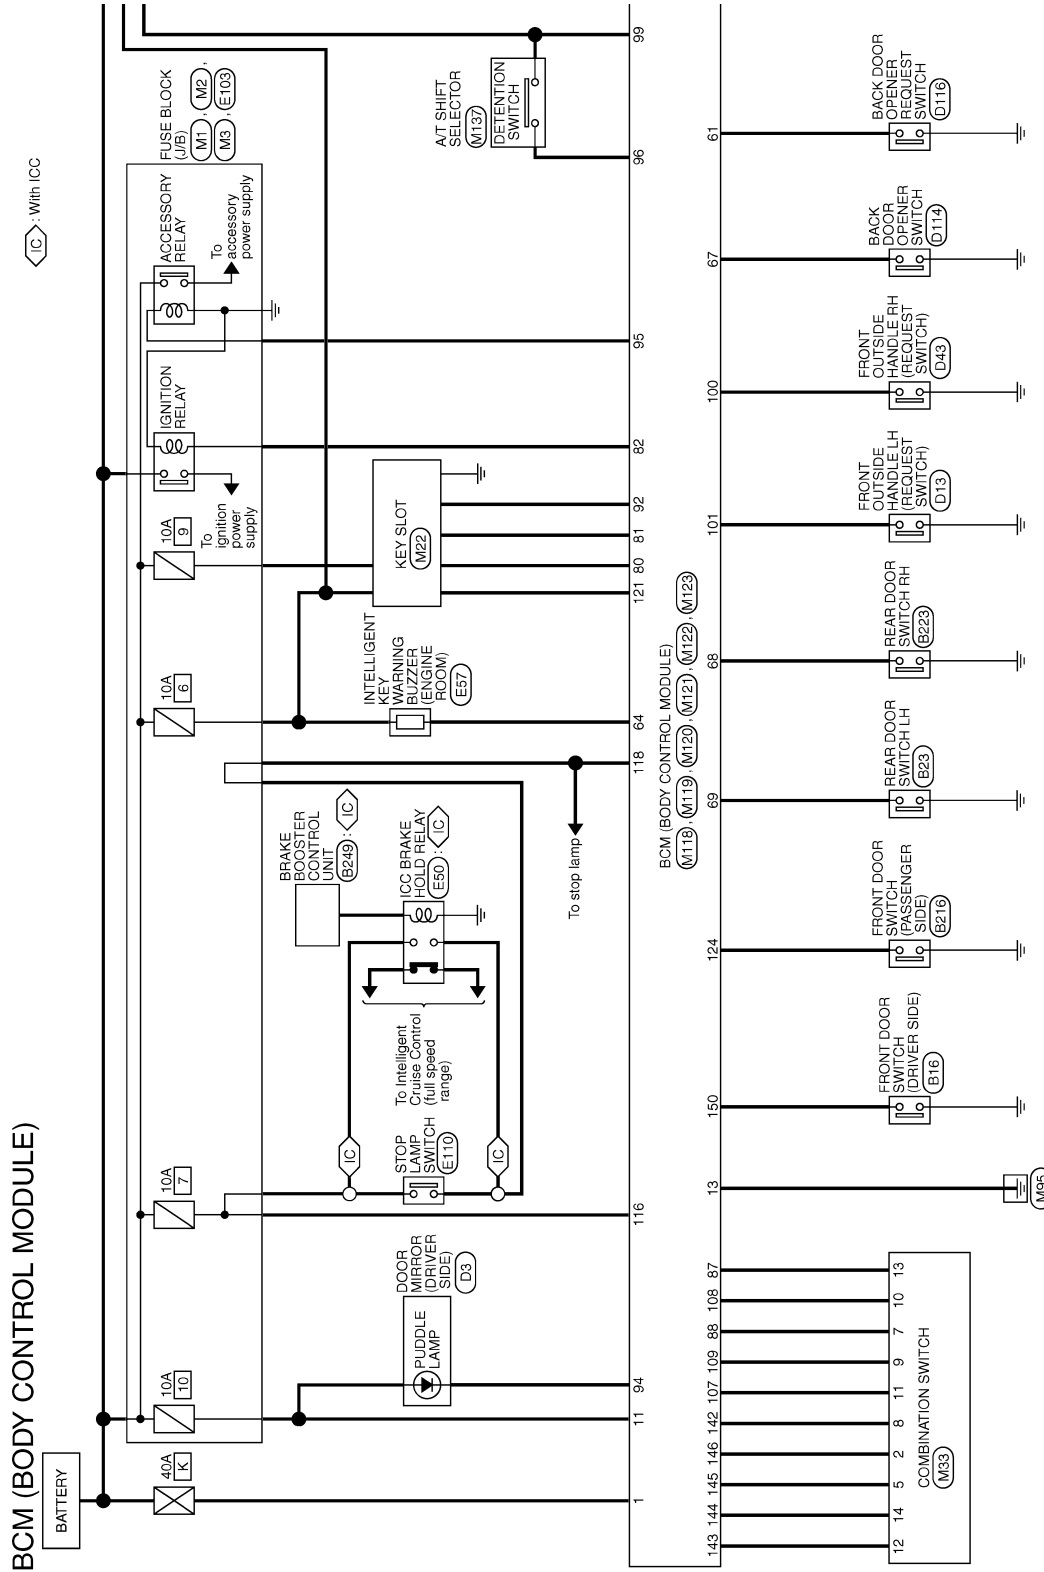 BCM (BODY CONTROL MODULE)
IC : With ICC
BATTERY
40A
K
10A
10
10A
7
10A
6
10A
9
To
ignition
power
supply
IGNITION
RELAY
ACCESSORY
RELAY
To
accessory
power supply
FUSE BLOCK
(J/B)
M1 , M2 ,
M3 , E103
DOOR
MIRROR
(DRIVER
SIDE)
D3
PUDDLE
LAMP
STOP
LAMP
SWITCH
E110
IC
IC
To Intelligent
Cruise Control
(full speed
range)
BRAKE
BOOSTER
CONTROL
UNIT
B249 : IC
ICC BRAKE
HOLD RELAY
E50 : IC
To stop lamp
INTELLIGENT
KEY
WARNING
BUZZER
(ENGINE
ROOM)
E57
KEY SLOT
M22
A/T SHIFT
SELECTOR
M137
DETENTION
SWITCH
1
11
94
116
118
64
121
80
81
92
82
95
96
99
BCM (BODY CONTROL MODULE)
M118 , M119 , M120 , M121 , M122 , M123
143
144
145
146
142
107
109
88
108
87
13
150
124
69
68
101
100
67
61
12
14
5
2
8
11
9
7
10
13
COMBINATION SWITCH
M33
M95
FRONT DOOR
SWITCH
(DRIVER SIDE)
B16
FRONT DOOR
SWITCH
(PASSENGER
SIDE)
B216
REAR DOOR
SWITCH LH
B23
REAR DOOR
SWITCH RH
B223
FRONT
OUTSIDE
HANDLE LH
(REQUEST
SWITCH)
D13
FRONT
OUTSIDE
HANDLE RH
(REQUEST
SWITCH)
D43
BACK
DOOR
OPENER
SWITCH
D114
BACK DOOR
OPENER
REQUEST
SWITCH
D116